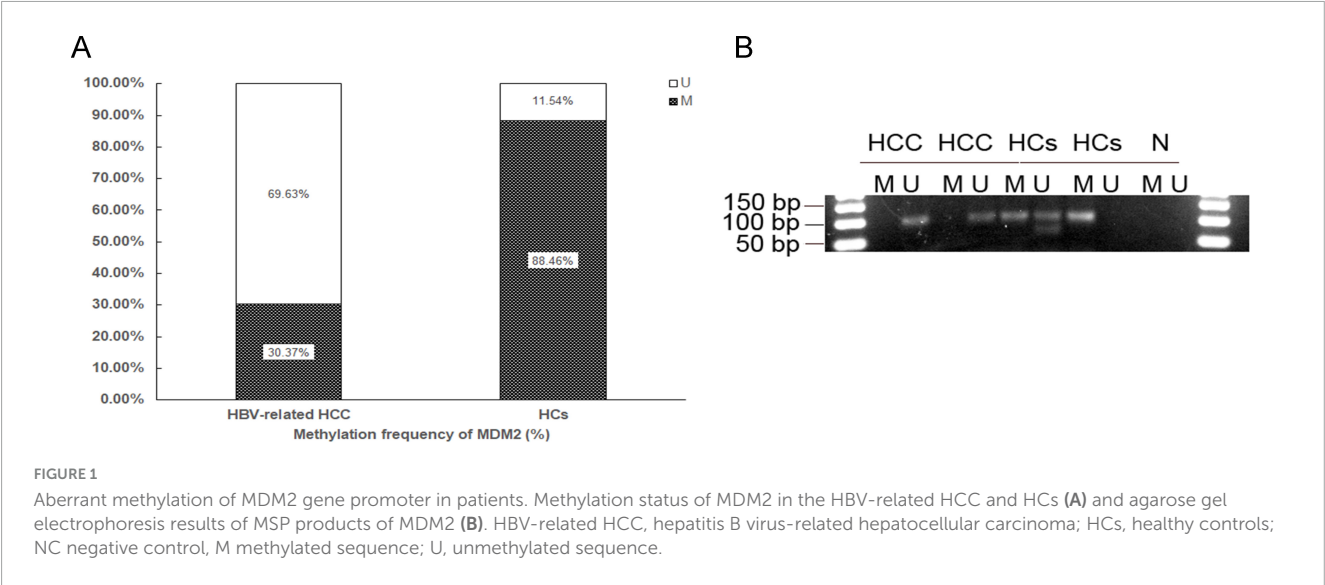 A
100.00%
90.00%
80.00%
70.00%
60.00%
50.00%
40.00%
30.00%
20.00%
10.00%
0.00%
69.63%
30.37%
11.54%
88.46%
U
M
HBV-related HCC HCs
Methylation frequency of MDM2 (%)
B
HCC HCC HCs HCs N
M U M U M U M U M U
150 bp
100 bp
50 bp
FIGURE 1
Aberrant methylation of MDM2 gene promoter in patients. Methylation status of MDM2 in the HBV-related HCC and HCs (A) and agarose gel
electrophoresis results of MSP products of MDM2 (B). HBV-related HCC, hepatitis B virus-related hepatocellular carcinoma; HCs, healthy controls;
NC negative control, M methylated sequence; U, unmethylated sequence.